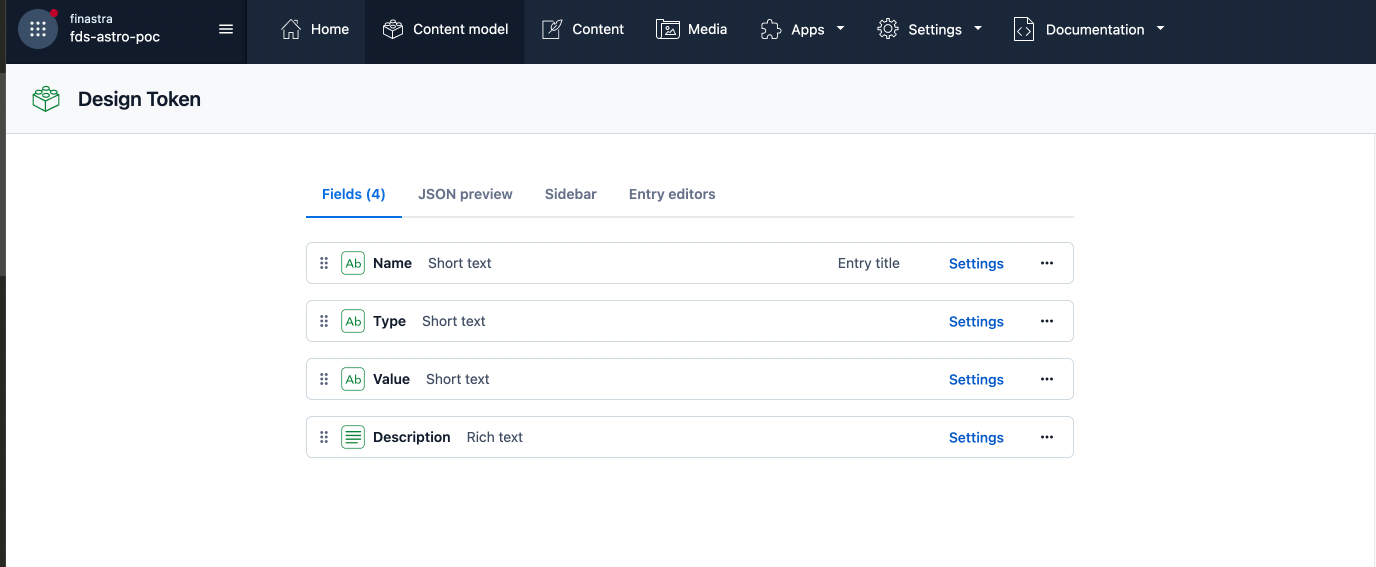 finastra
fds-astro-poc
Home
Content model
Content
Media
Apps
Settings
Documentation
Design Token
Fields (4)
JSON preview
Sidebar
Entry editors
Ab Name Short text Entry title Settings
Ab Type Short text Settings
Ab Value Short text Settings
Description Rich text Settings